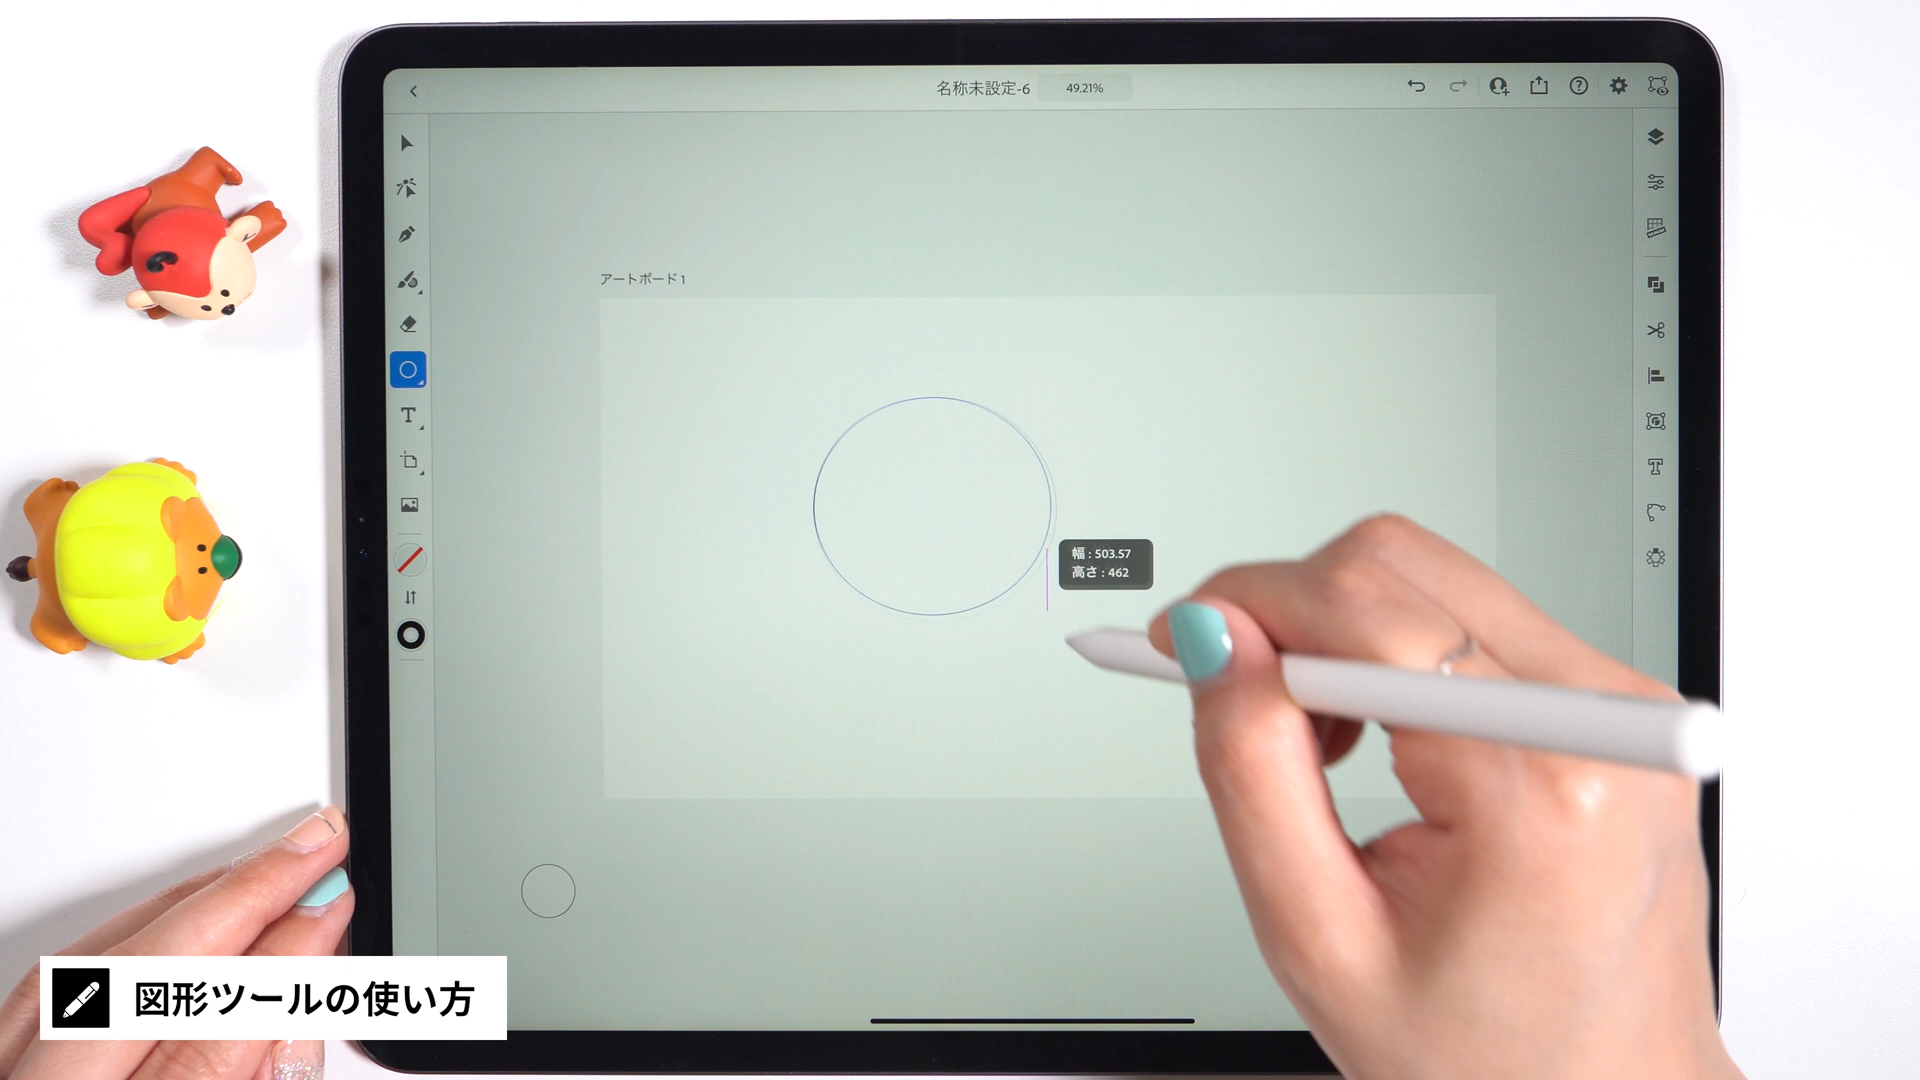 名称未設定-6
49.21%
アートボード 1
幅 : 503.57
高さ : 462
図形ツールの使い方